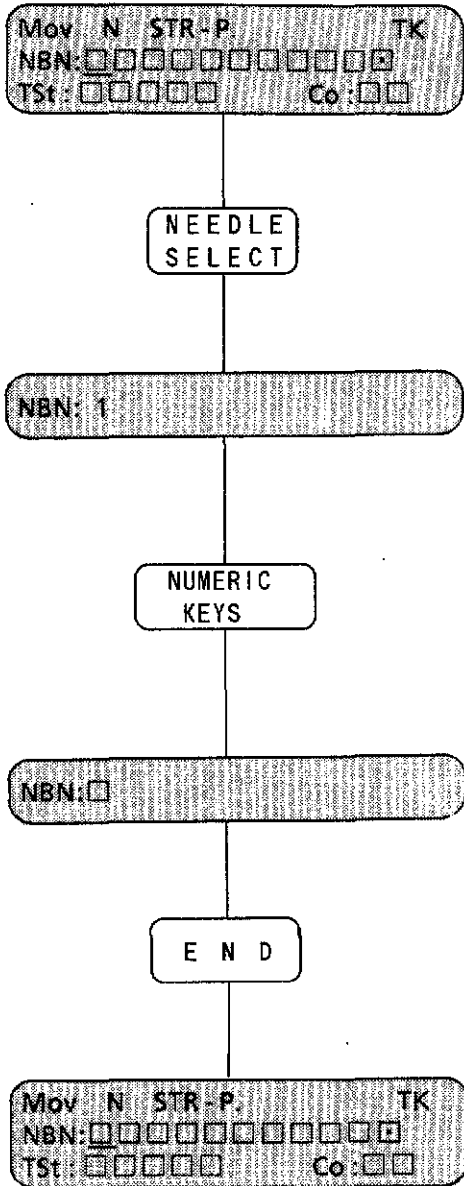 Mov N STR-P. TK
NBN:□□□□□□□□□□⊡
TSt:□□□□□ Co:□□
NEEDLE
SELECT
NBN: 1
NUMERIC
KEYS
NBN:□
END
Mov N STR-P. TK
NBN:□□□□□□□□□□⊡
TSt:□□□□□ Co:□□